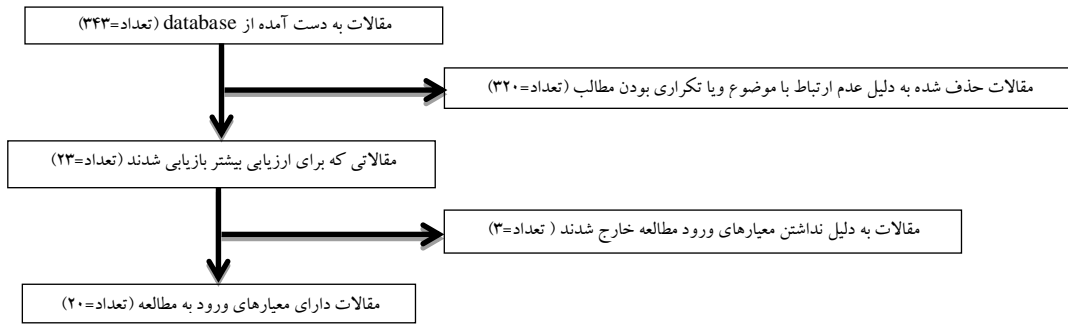 مقالات به دست آمده از database (تعداد=۳۴۳)
مقالات حذف شده به دلیل عدم ارتباط با موضوع ویا تکراری بودن مطالب (تعداد=۳۲۰)
مقالاتی که برای ارزیابی بیشتر بازیابی شدند (تعداد=۲۳)
مقالات به دلیل نداشتن معیارهای ورود مطالعه خارج شدند ( تعداد=۳)
مقالات دارای معیارهای ورود به مطالعه (تعداد=۲۰)